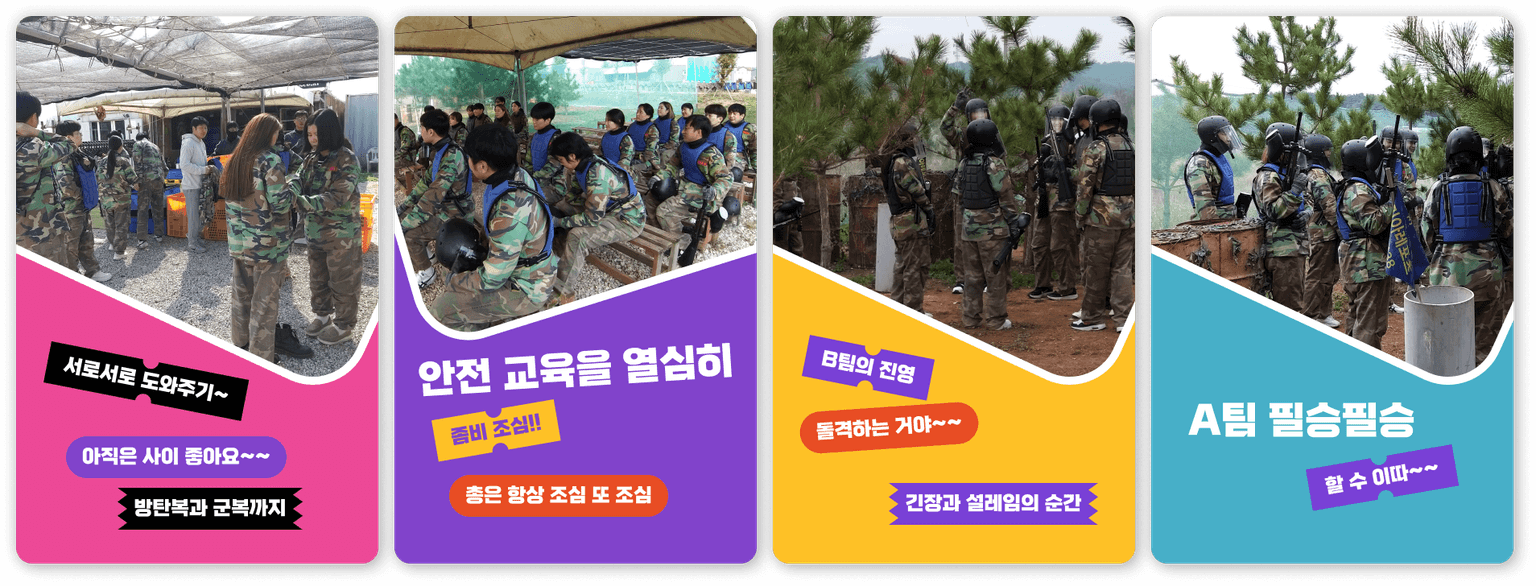 서로서로 도와주기~
아직은 사이 좋아요~~
방탄복과 군복까지
안전 교육을 열심히
좀비 조심!!
총은 항상 조심 또 조심
B팀의 진영
돌격하는 거야~~
긴장과 설레임의 순간
A팀 필승필승
할 수 이따~~